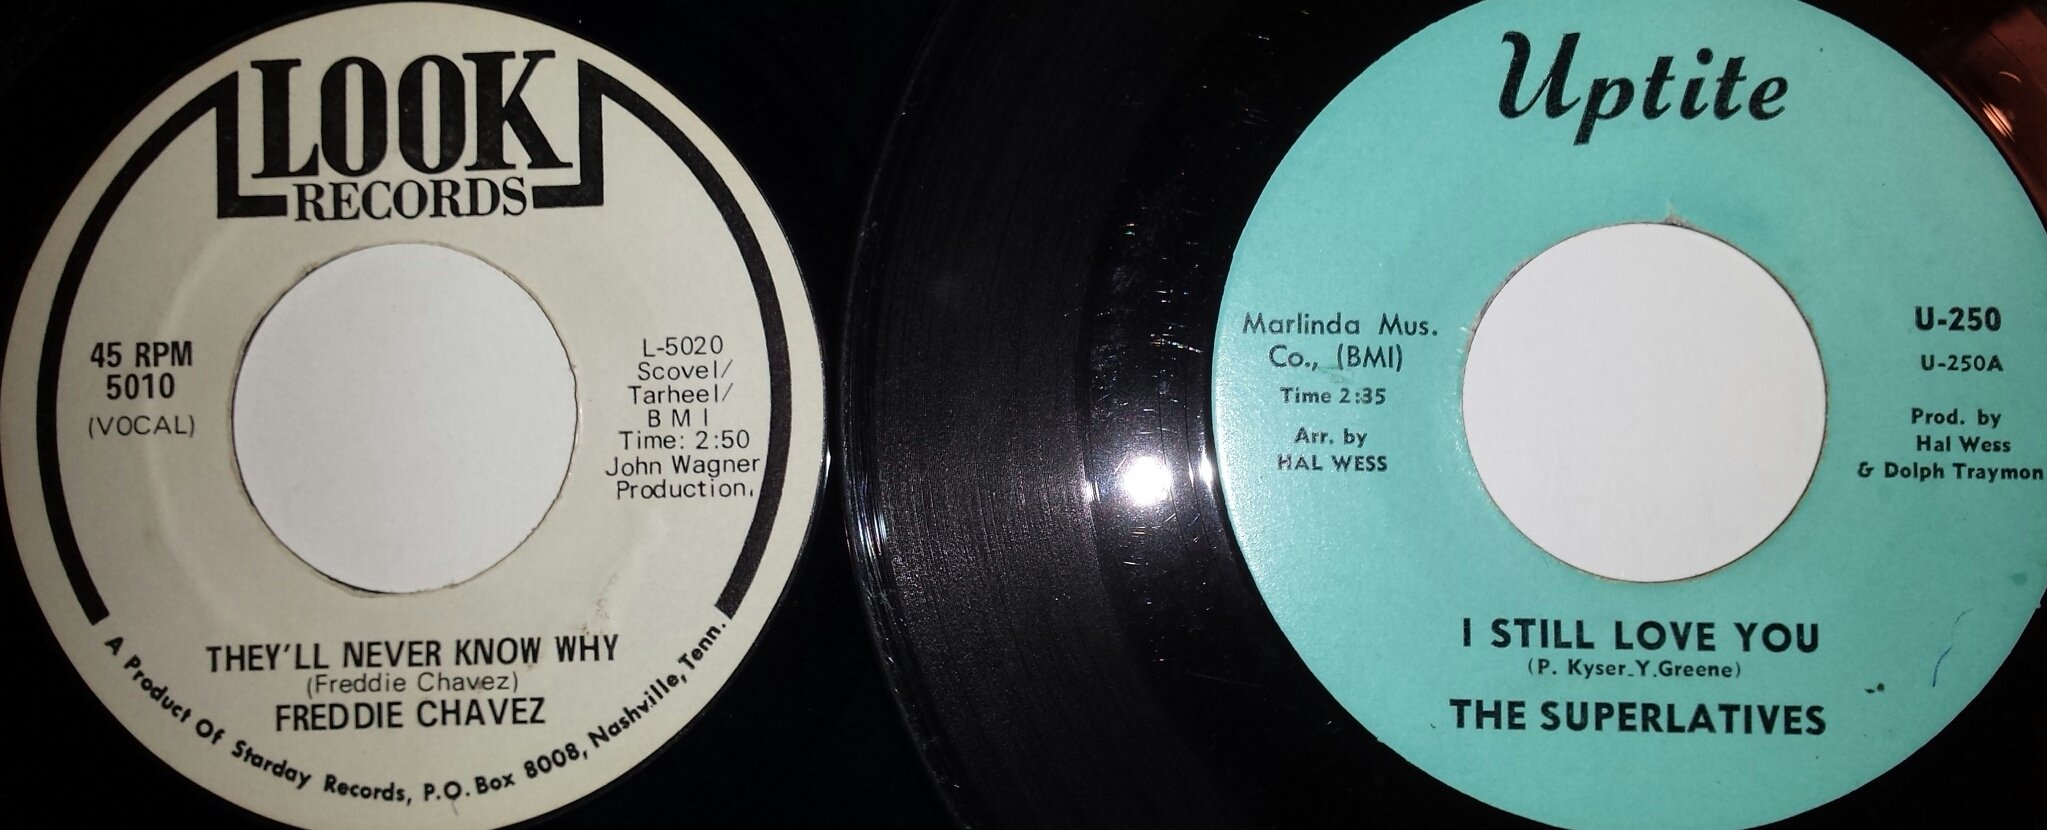 LOOK
RECORDS
45 RPM
5010
(VOCAL)
L-5020
Scovel/
Tarheel/
B M I
Time: 2:50
John Wagner
Production.
THEY'LL NEVER KNOW WHY
(Freddie Chavez)
FREDDIE CHAVEZ
A Product Of Starday Records, P.O. Box 8008, Nashville, Tenn.
Uptite
Marlinda Mus.
Co., (BMI)
Time 2:35
Arr. by
HAL WESS
U-250
U-250A
Prod. by
Hal Wess
& Dolph Traymon
I STILL LOVE YOU
(P. Kyser-Y.Greene)
THE SUPERLATIVES